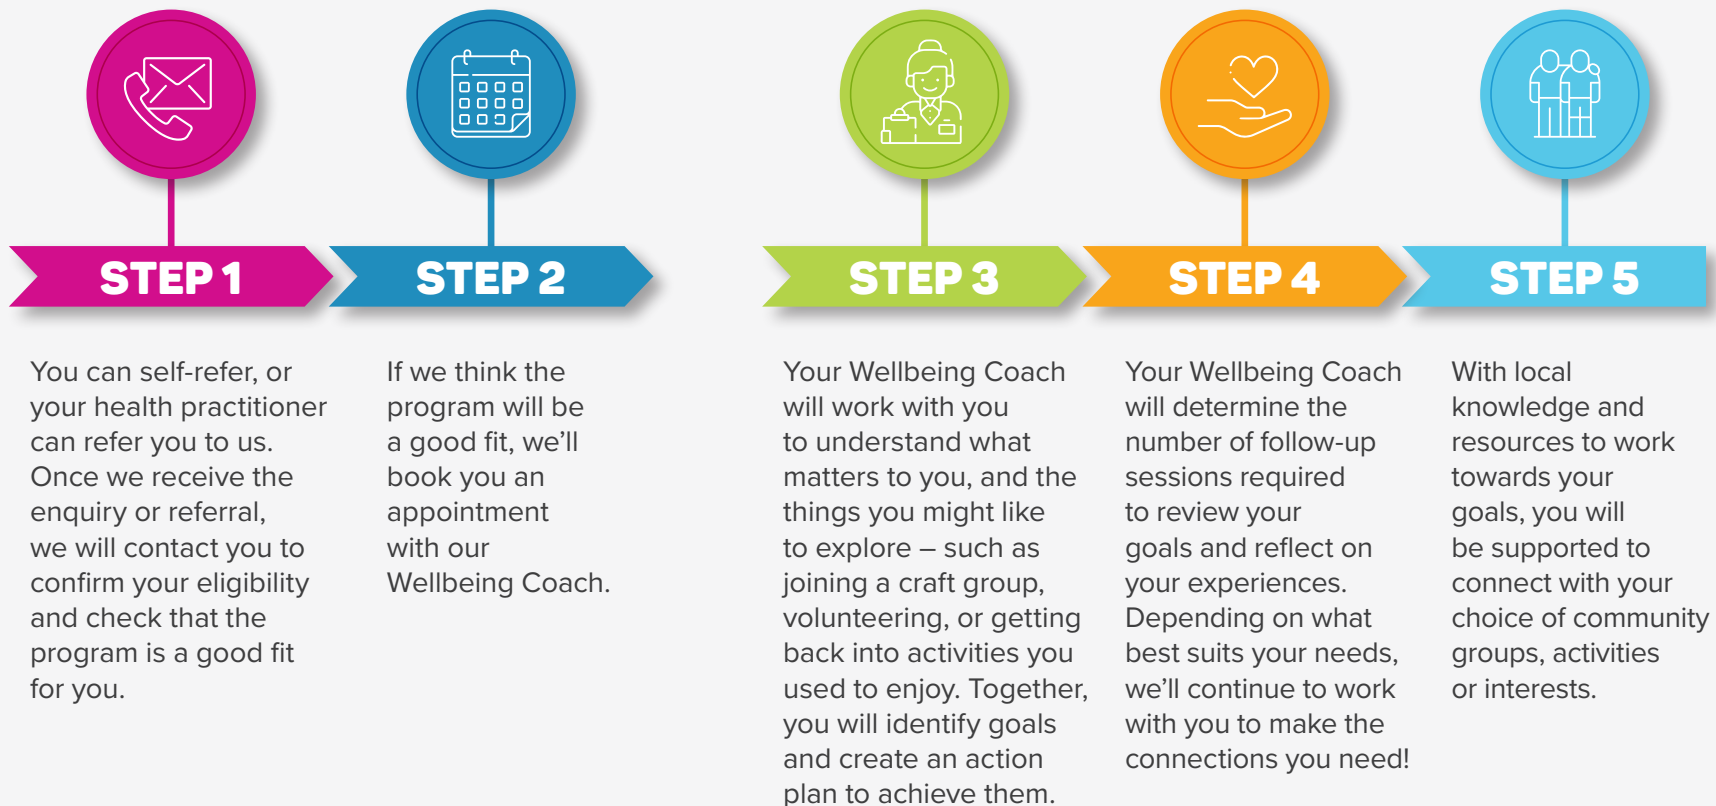 STEP 1
You can self-refer, or
your health practitioner
can refer you to us.
Once we receive the
enquiry or referral,
we will contact you to
confirm your eligibility
and check that the
program is a good fit
for you.
STEP 2
If we think the
program will be
a good fit, we’ll
book you an
appointment
with our
Wellbeing Coach.
STEP 3
Your Wellbeing Coach
will work with you
to understand what
matters to you, and the
things you might like
to explore – such as
joining a craft group,
volunteering, or getting
back into activities you
used to enjoy. Together,
you will identify goals
and create an action
plan to achieve them.
STEP 4
Your Wellbeing Coach
will determine the
number of follow-up
sessions required
to review your
goals and reflect on
your experiences.
Depending on what
best suits your needs,
we’ll continue to work
with you to make the
connections you need!
STEP 5
With local
knowledge and
resources to work
towards your
goals, you will
be supported to
connect with your
choice of community
groups, activities
or interests.